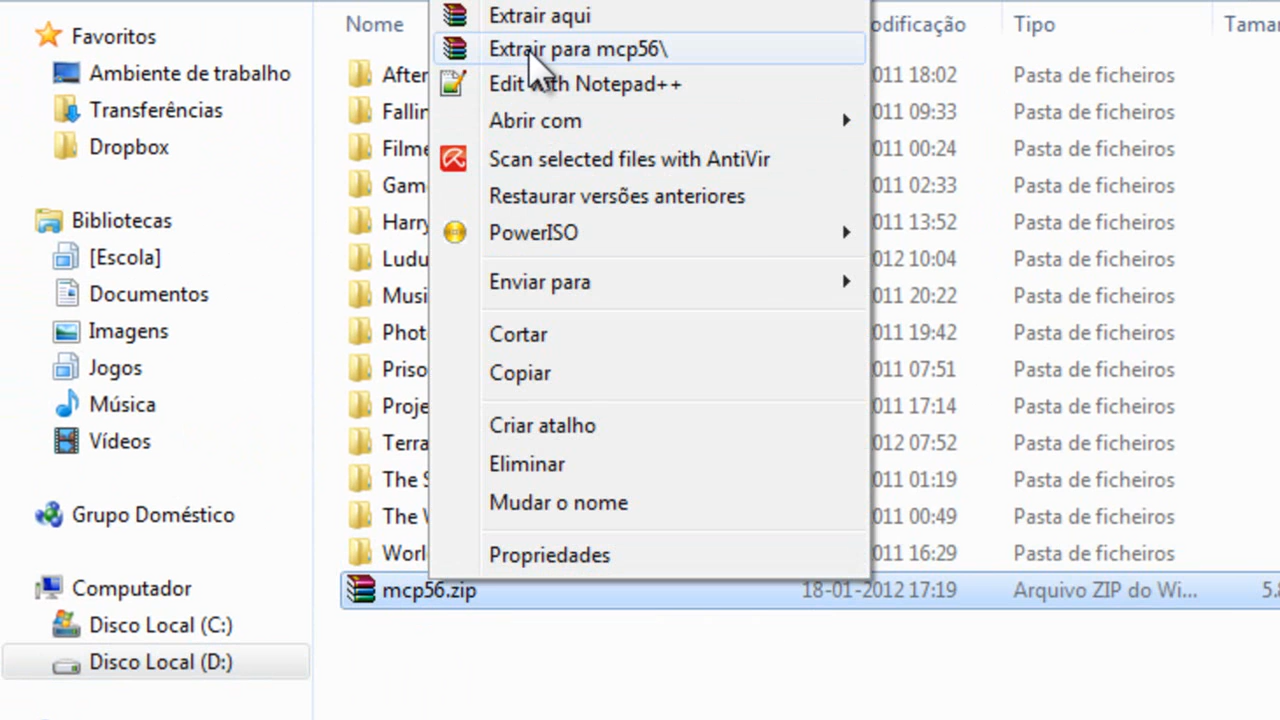 Favoritos
Ambiente de trabalho
Transferências
Dropbox
Bibliotecas
[Escola]
Documentos
Imagens
Jogos
Música
Vídeos
Grupo Doméstico
Computador
Disco Local (C:)
Disco Local (D:)
Nome odificação Tipo Taman
After 011 18:02 Pasta de ficheiros
Fallin 011 09:33 Pasta de ficheiros
Filme 011 00:24 Pasta de ficheiros
Gam 011 02:33 Pasta de ficheiros
Harry 011 13:52 Pasta de ficheiros
Ludu 012 10:04 Pasta de ficheiros
Musi 011 20:22 Pasta de ficheiros
Phot 011 19:42 Pasta de ficheiros
Priso 011 07:51 Pasta de ficheiros
Proje 011 17:14 Pasta de ficheiros
Terra 012 07:52 Pasta de ficheiros
The S 011 01:19 Pasta de ficheiros
The 011 00:49 Pasta de ficheiros
Worl 011 16:29 Pasta de ficheiros
mcp56.zip 18-01-2012 17:19 Arquivo ZIP do Wi... 5.8
Extrair aqui
Extrair para mcp56\
Edit with Notepad++
Abrir com
Scan selected files with AntiVir
Restaurar versões anteriores
PowerISO
Enviar para
Cortar
Copiar
Criar atalho
Eliminar
Mudar o nome
Propriedades